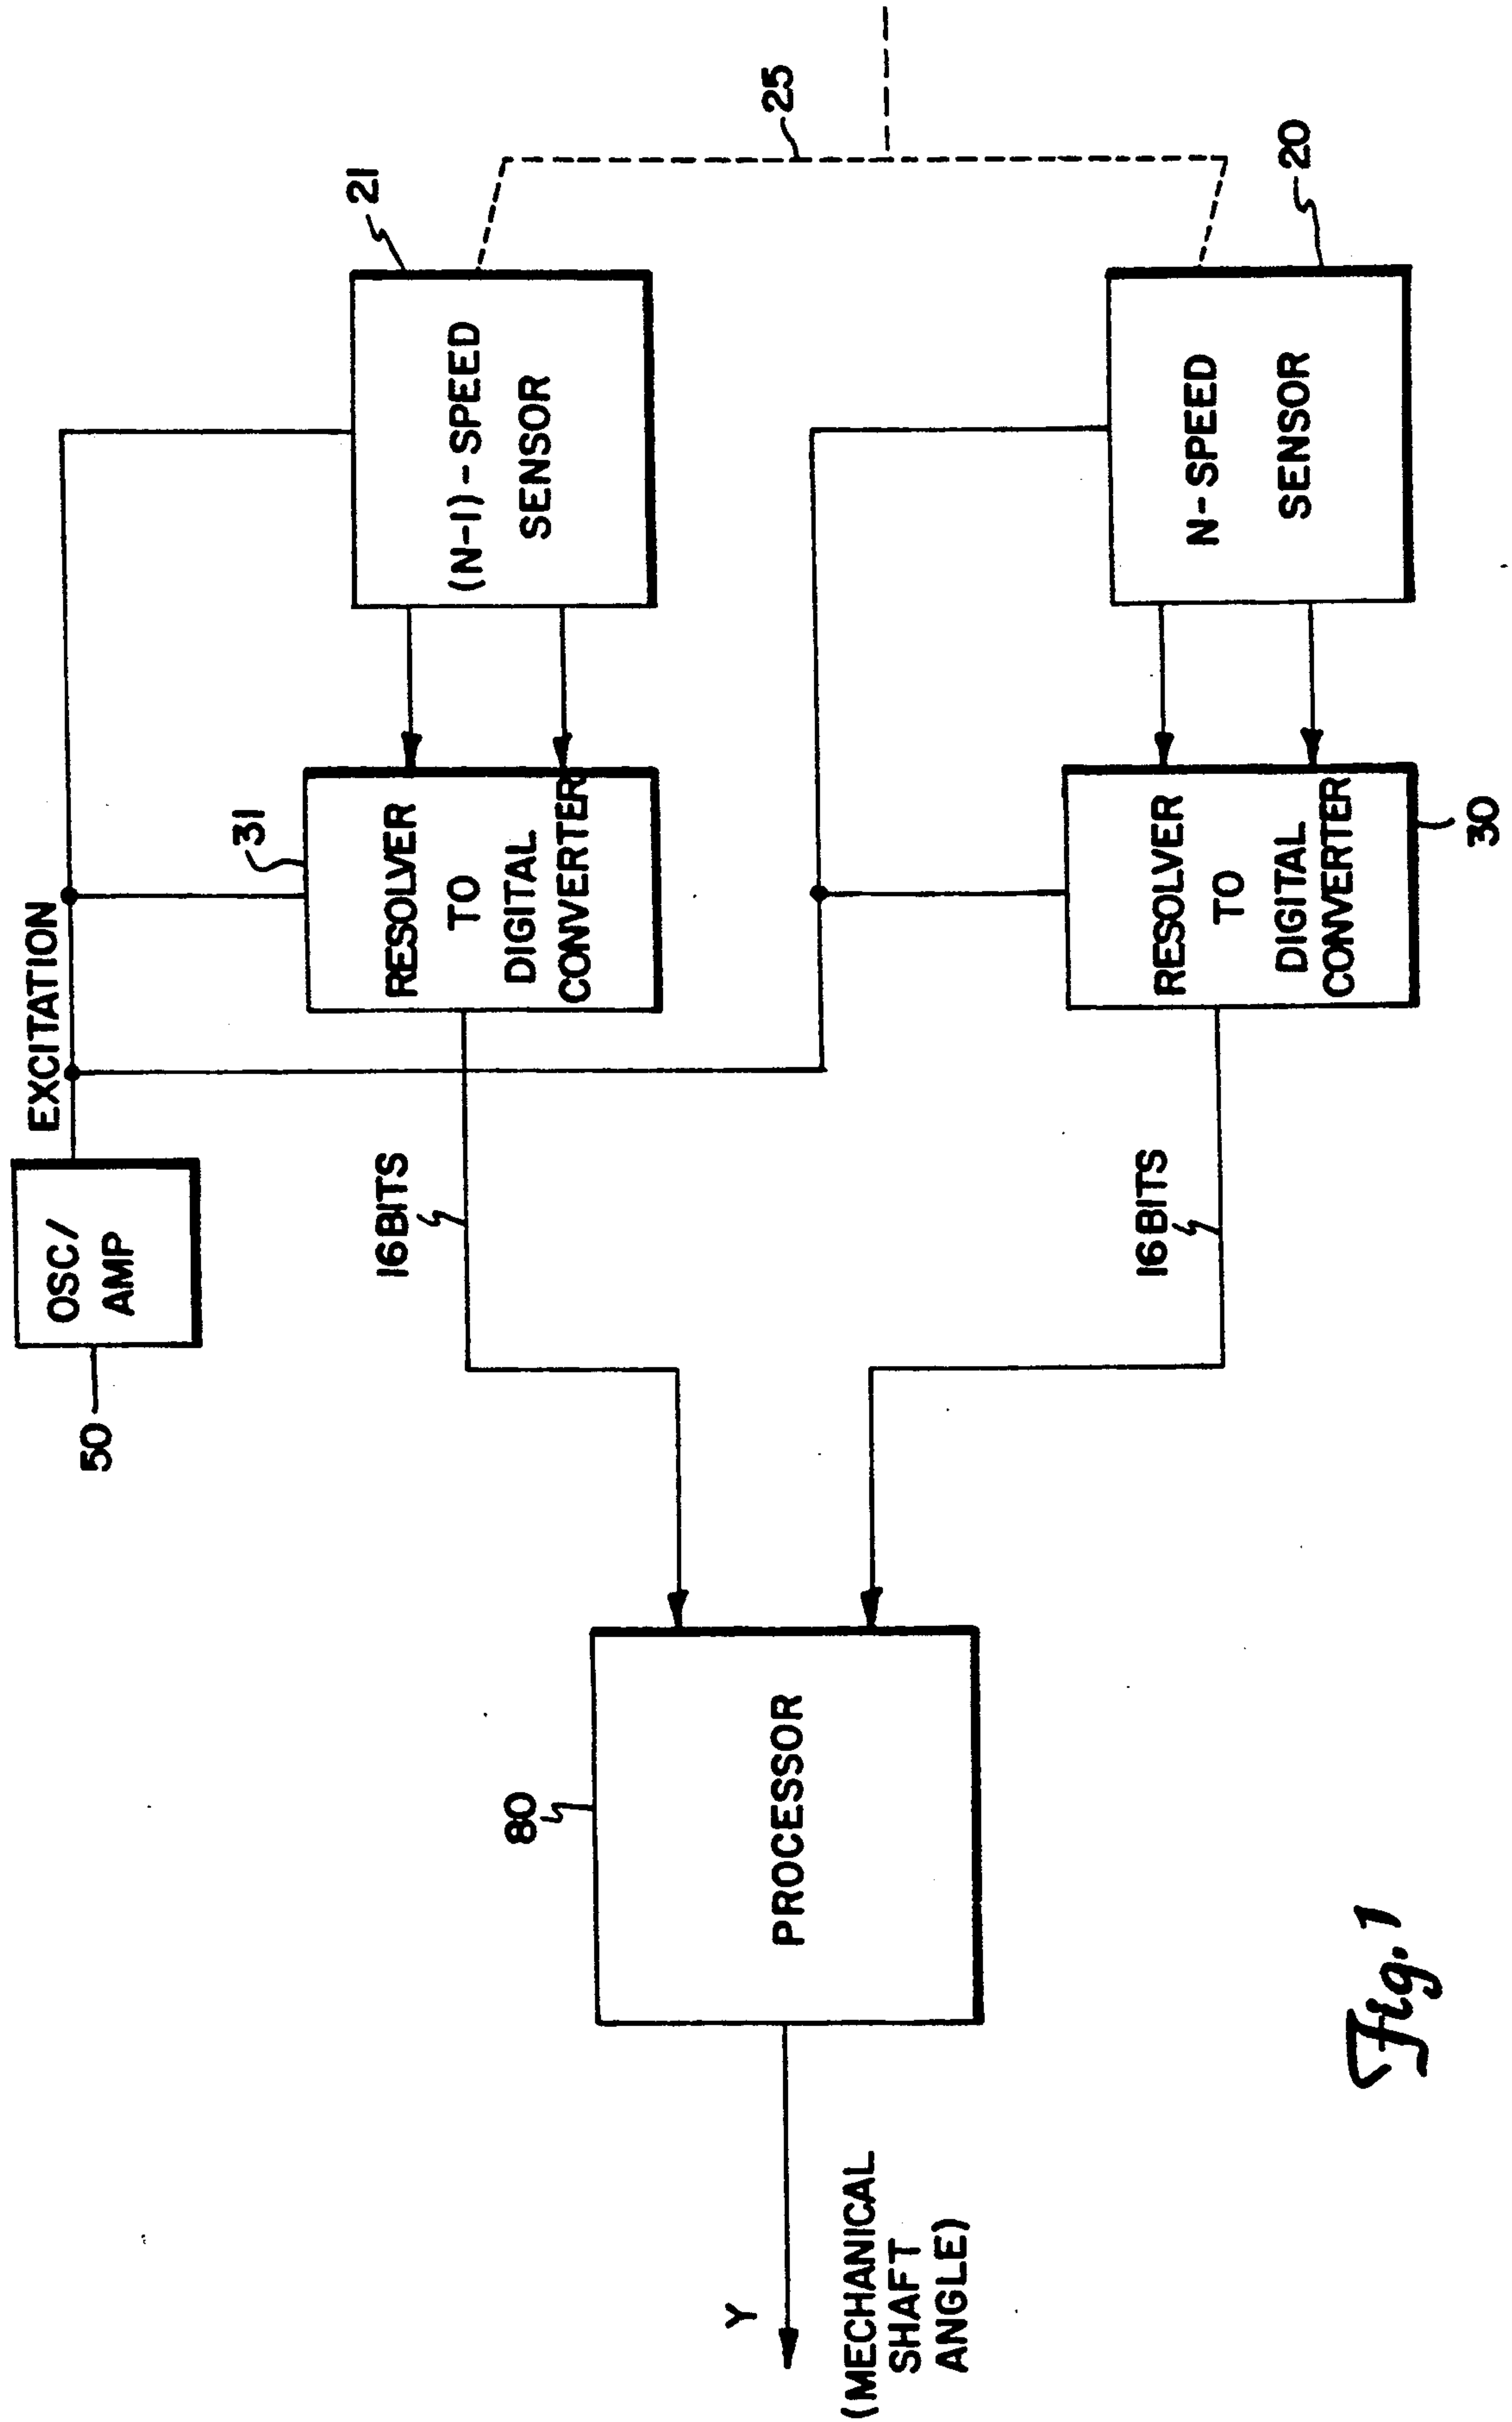 25
21
20
(N-1)-SPEED
SENSOR
N-SPEED
SENSOR
31
RESOLVER
TO
DIGITAL
CONVERTER
RESOLVER
TO
DIGITAL
CONVERTER
30
EXCITATION
OSC/
AMP
50
16 BITS
16 BITS
80
PROCESSOR
Y
(MECHANICAL
SHAFT
ANGLE)
Fig. 1